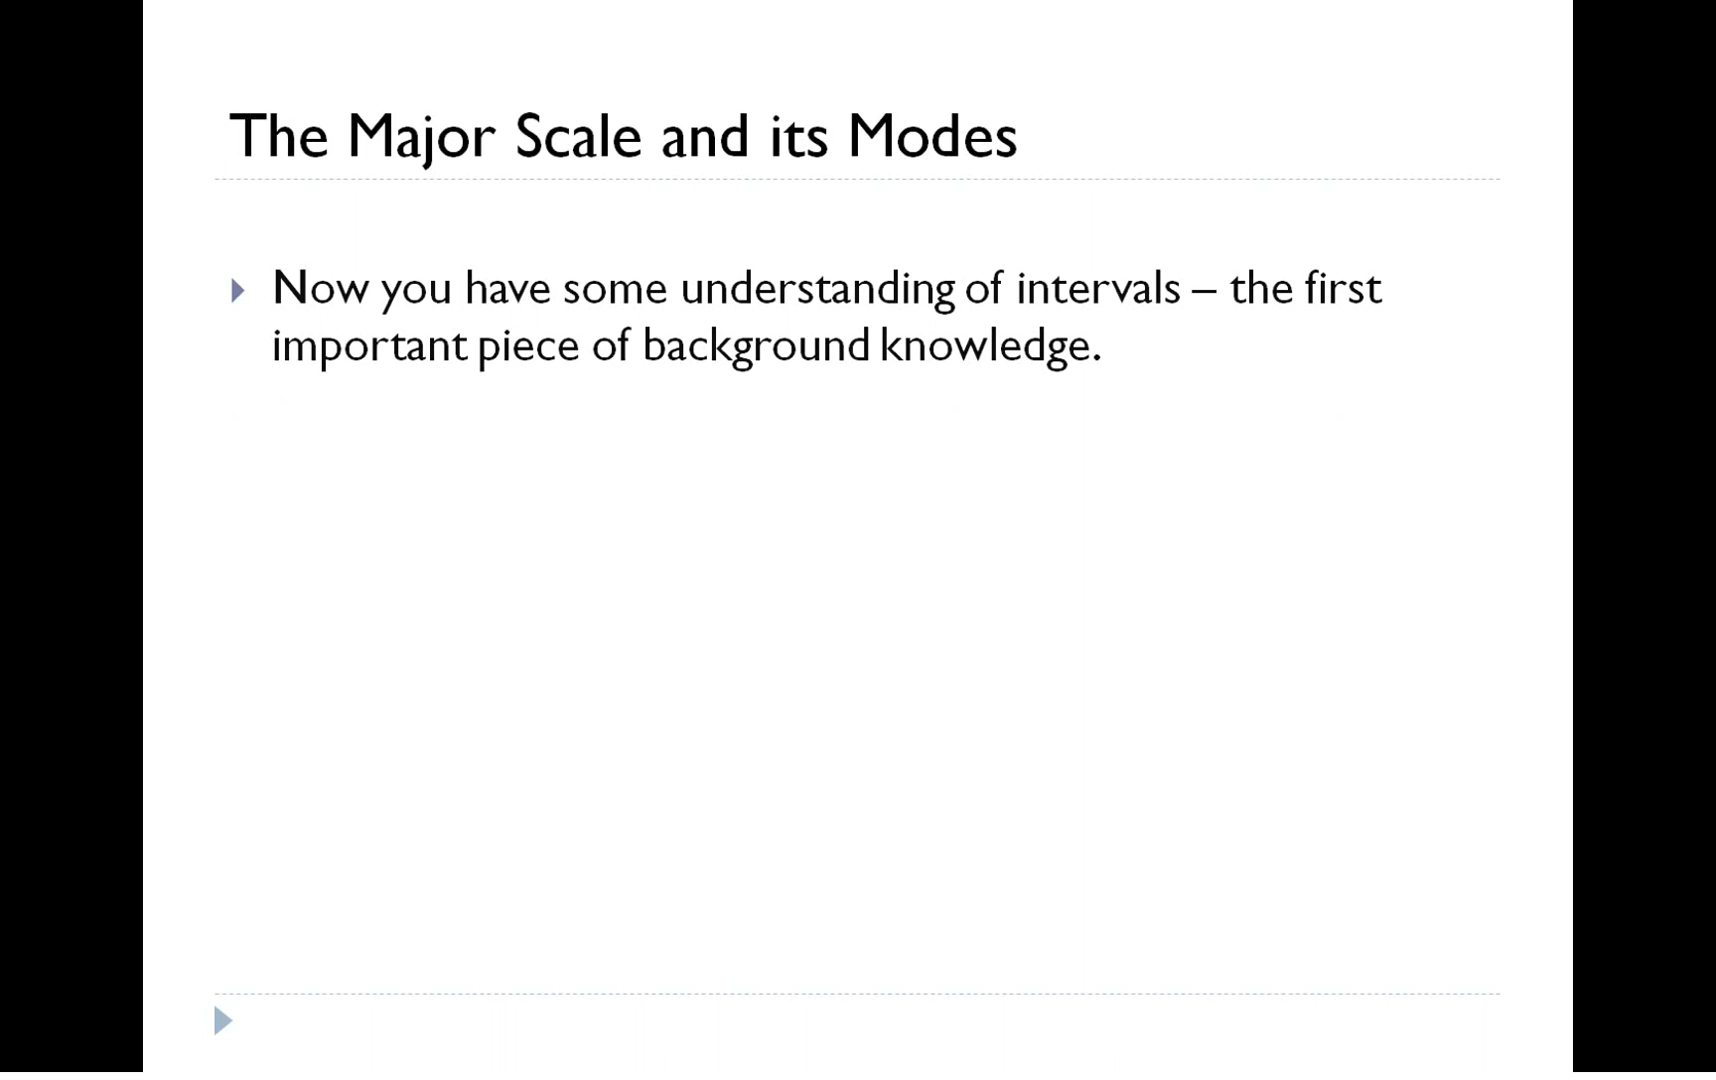 The Major Scale and its Modes
Now you have some understanding of intervals – the first
important piece of background knowledge.